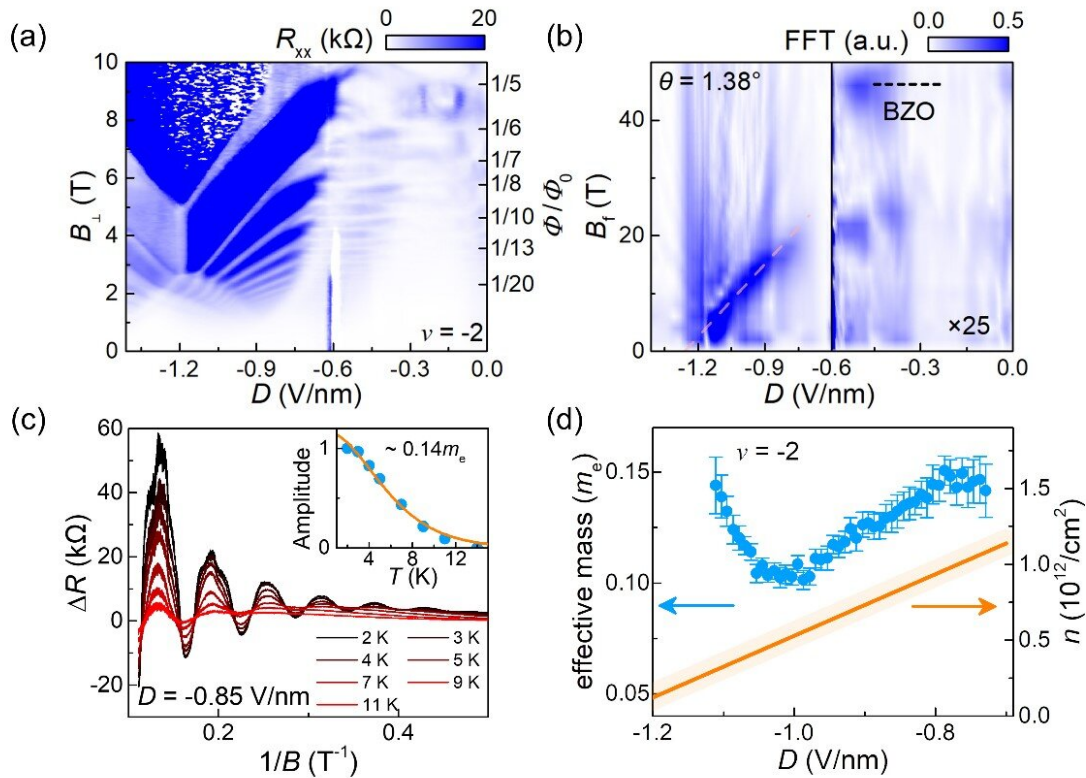 (a)
0 20
R_xx (kΩ)
10
8
6
4
2
0
B_⊥ (T)
1/5
1/6
1/7
1/8
1/10
1/13
1/20
Φ/Φ_0
ν = -2
-1.2 -0.9 -0.6 -0.3 0.0
D (V/nm)
(b)
0.0 0.5
FFT (a.u.)
θ = 1.38°
BZO
40
20
0
B_f (T)
×25
-1.2 -0.9 -0.6 -0.3 0.0
D (V/nm)
(c)
60
40
20
0
-20
ΔR (kΩ)
~ 0.14m_e
1
0
Amplitude
0 4 8 12
T (K)
2 K 3 K
4 K 5 K
7 K 9 K
11 K
D = -0.85 V/nm
0.2 0.4
1/B (T⁻¹)
(d)
ν = -2
0.15
0.10
0.05
effective mass (m_e)
1.5
1.0
0.5
0.0
n (10¹²/cm²)
-1.2 -1.0 -0.8
D (V/nm)